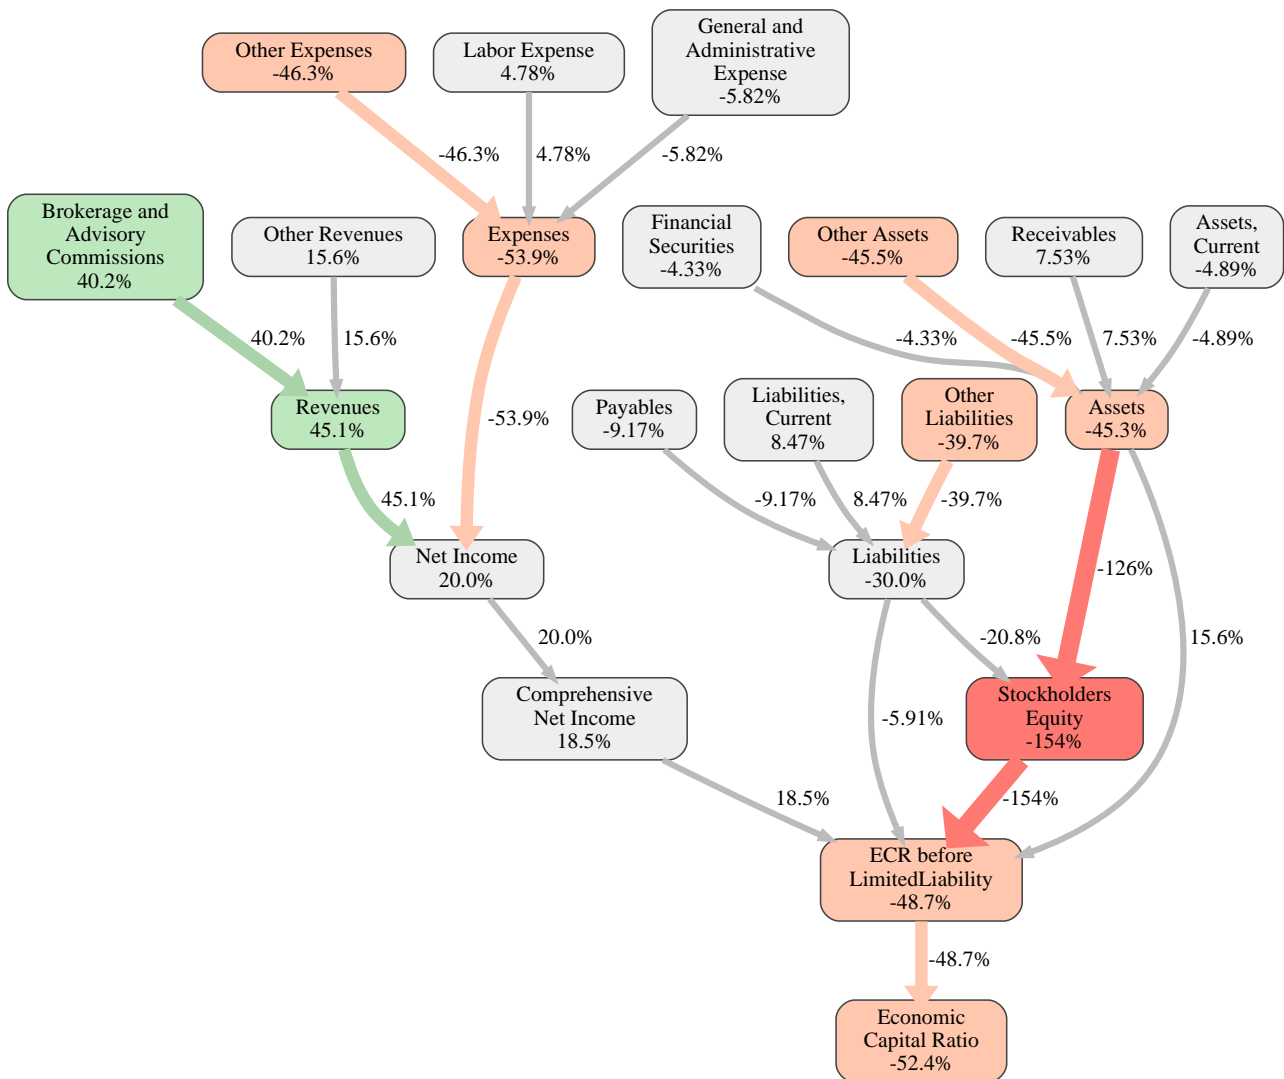 Other Expenses
-46.3%
Labor Expense
4.78%
General and
Administrative
Expense
-5.82%
-46.3%
4.78%
-5.82%
Brokerage and
Advisory
Commissions
40.2%
Other Revenues
15.6%
Expenses
-53.9%
Financial
Securities
-4.33%
Other Assets
-45.5%
Receivables
7.53%
Assets,
Current
-4.89%
40.2%
15.6%
-4.33%
-45.5%
7.53%
-4.89%
Revenues
45.1%
-53.9%
Payables
-9.17%
Liabilities,
Current
8.47%
Other
Liabilities
-39.7%
Assets
-45.3%
45.1%
-9.17%
8.47%
-39.7%
Net Income
20.0%
Liabilities
-30.0%
-126%
20.0%
-20.8%
15.6%
Comprehensive
Net Income
18.5%
-5.91%
Stockholders
Equity
-154%
18.5%
-154%
ECR before
LimitedLiability
-48.7%
-48.7%
Economic
Capital Ratio
-52.4%